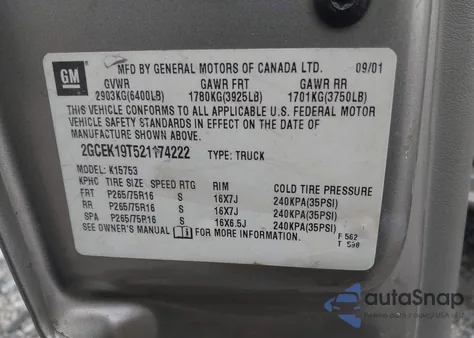 GM
MFD BY GENERAL MOTORS OF CANADA LTD. 09/01
GVWR GAWR FRT GAWR RR
2903KG(6400LB) 1780KG(3925LB) 1701KG(3750LB)
THIS VEHICLE CONFORMS TO ALL APPLICABLE U.S. FEDERAL MOTOR
VEHICLE SAFETY STANDARDS IN EFFECT ON THE DATE OF
MANUFACTURE SHOWN ABOVE.
2GCEK19T521174222 TYPE: TRUCK
MODEL: K15753
KPHC TIRE SIZE SPEED RTG RIM COLD TIRE PRESSURE
FRT P265/75R16 S 16X7J 240KPA(35PSI)
RR P265/75R16 S 16X7J 240KPA(35PSI)
SPA P265/75R16 S 16X6.5J 240KPA(35PSI)
SEE OWNER'S MANUAL FOR MORE INFORMATION.
F 562
T 598
autoSnap